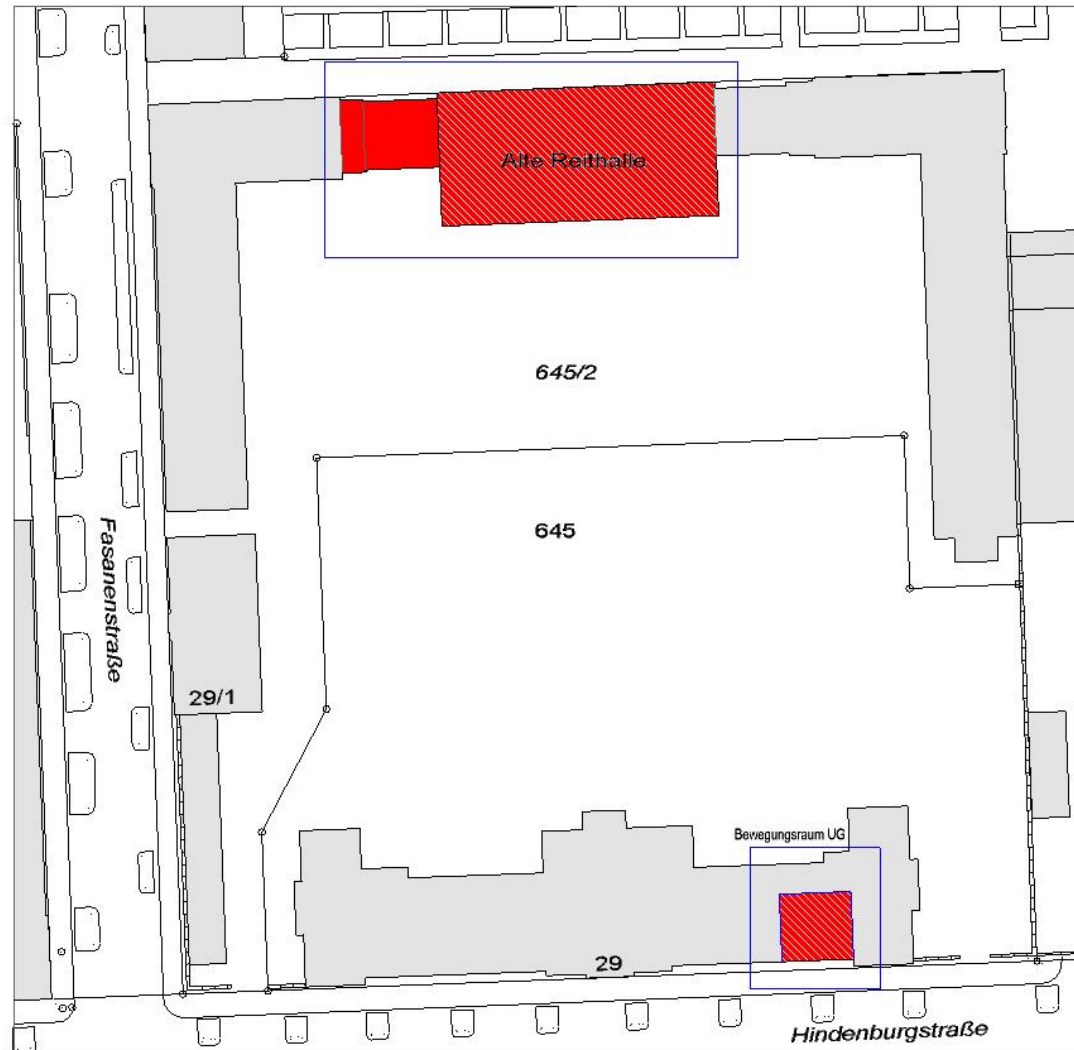 Alte Reithalle
645/2
645
Fasanenstraße
29/1
Bewegungsraum UG
29
Hindenburgstraße